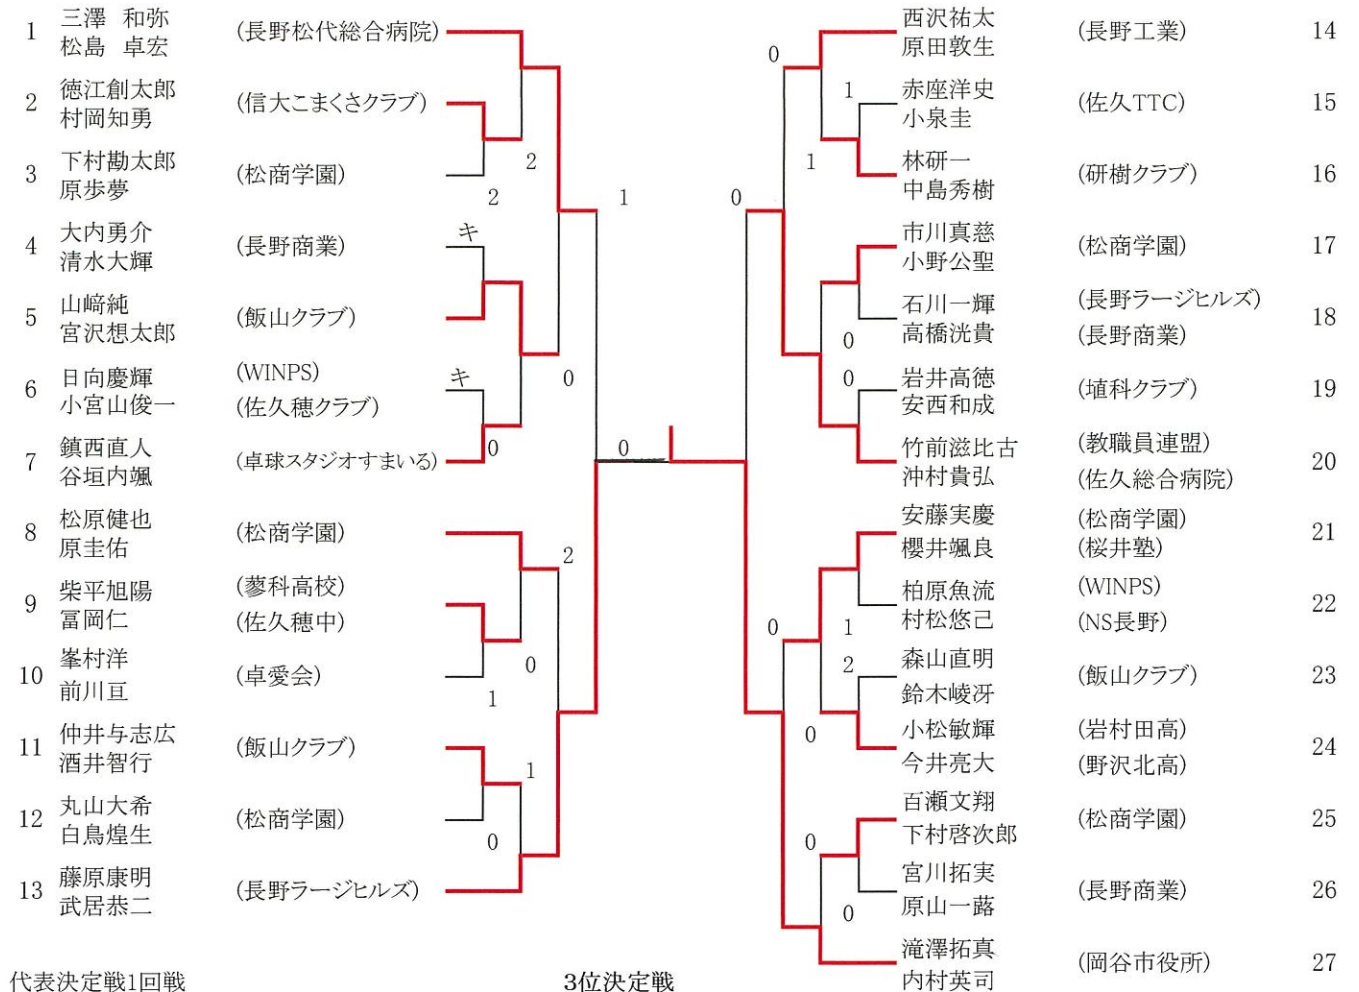 1 三澤 和弥 (長野松代総合病院)
松島 卓宏
2 徳江創太郎 (信大こまくさクラブ)
村岡知勇
3 下村勘太郎 (松商学園)
原歩夢
4 大内勇介 (長野商業) キ
清水大輝
5 山﨑純 (飯山クラブ)
宮沢想太郎
6 日向慶輝 (WINPS) キ
小宮山俊一 (佐久穂クラブ)
7 鎮西直人 (卓球スタジオすまいる)
谷垣内颯
8 松原健也 (松商学園)
原圭佑
9 柴平旭陽 (蓼科高校)
冨岡仁 (佐久穂中)
10 峯村洋 (卓愛会)
前川亘
11 仲井与志広 (飯山クラブ)
酒井智行
12 丸山大希 (松商学園)
白鳥煌生
13 藤原康明 (長野ラージヒルズ)
武居恭二
2
2
1
0
0
0
2
0
1
1
0
0
1
1
0
0
0
0
1
2
0
0
0
西沢祐太 (長野工業) 14
原田敦生
赤座洋史 (佐久TTC) 15
小泉圭
林研一 (研樹クラブ) 16
中島秀樹
市川真慈 (松商学園) 17
小野公聖
石川一輝 (長野ラージヒルズ) 18
高橋洸貴 (長野商業)
岩井高徳 (埴科クラブ) 19
安西和成
竹前滋比古 (教職員連盟) 20
沖村貴弘 (佐久総合病院)
安藤実慶 (松商学園) 21
櫻井颯良 (桜井塾)
柏原魚流 (WINPS) 22
村松悠己 (NS長野)
森山直明 (飯山クラブ) 23
鈴木崚冴
小松敏輝 (岩村田高) 24
今井亮大 (野沢北高)
百瀬文翔 (松商学園) 25
下村啓次郎
宮川拓実 (長野商業) 26
原山一蕗
滝澤拓真 (岡谷市役所) 27
内村英司
代表決定戦1回戦
3位決定戦